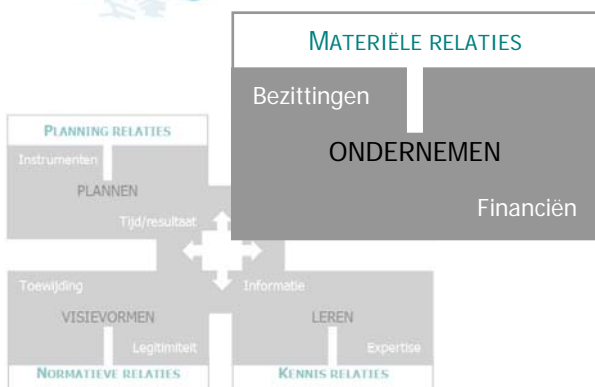 MATERIËLE RELATIES
Bezittingen
ONDERNEMEN
Financiën
PLANNING RELATIES
Instrumenten
PLANNEN
Tijd/resultaat
Toewijding
Informatie
VISIEVORMEN
LEREN
Legitimiteit
Expertise
NORMATIEVE RELATIES
KENNIS RELATIES